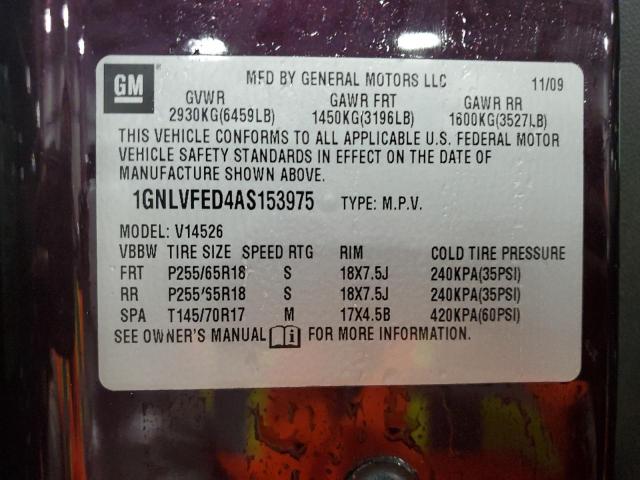 GM MFD BY GENERAL MOTORS LLC 11/09
GVWR GAWR FRT GAWR RR
2930KG(6459LB) 1450KG(3196LB) 1600KG(3527LB)
THIS VEHICLE CONFORMS TO ALL APPLICABLE U.S. FEDERAL MOTOR
VEHICLE SAFETY STANDARDS IN EFFECT ON THE DATE OF
MANUFACTURE SHOWN ABOVE.
1GNLVFED4AS153975 TYPE: M.P.V.
MODEL: V14526
VBBW TIRE SIZE SPEED RTG RIM COLD TIRE PRESSURE
FRT P255/65R18 S 18X7.5J 240KPA(35PSI)
RR P255/65R18 S 18X7.5J 240KPA(35PSI)
SPA T145/70R17 M 17X4.5B 420KPA(60PSI)
SEE OWNER'S MANUAL FOR MORE INFORMATION.